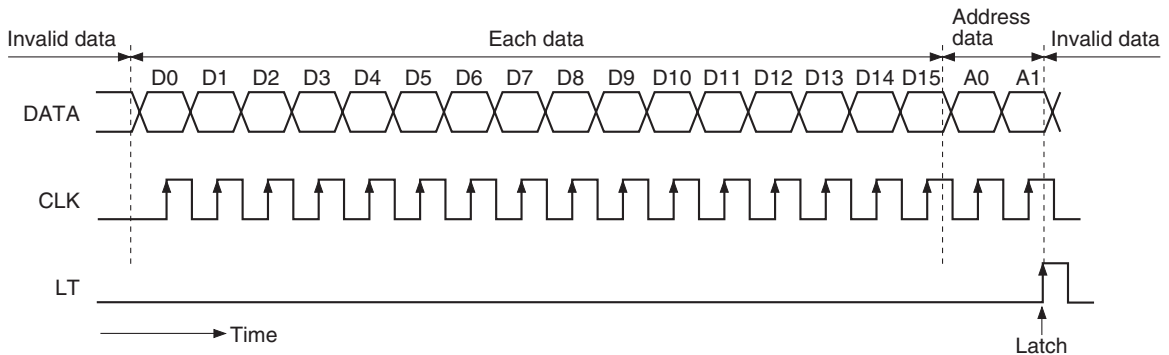 Invalid data
Each data
Address
data
Invalid data
D0 D1 D2 D3 D4 D5 D6 D7 D8 D9 D10 D11 D12 D13 D14 D15 A0 A1
DATA
CLK
LT
Time
Latch